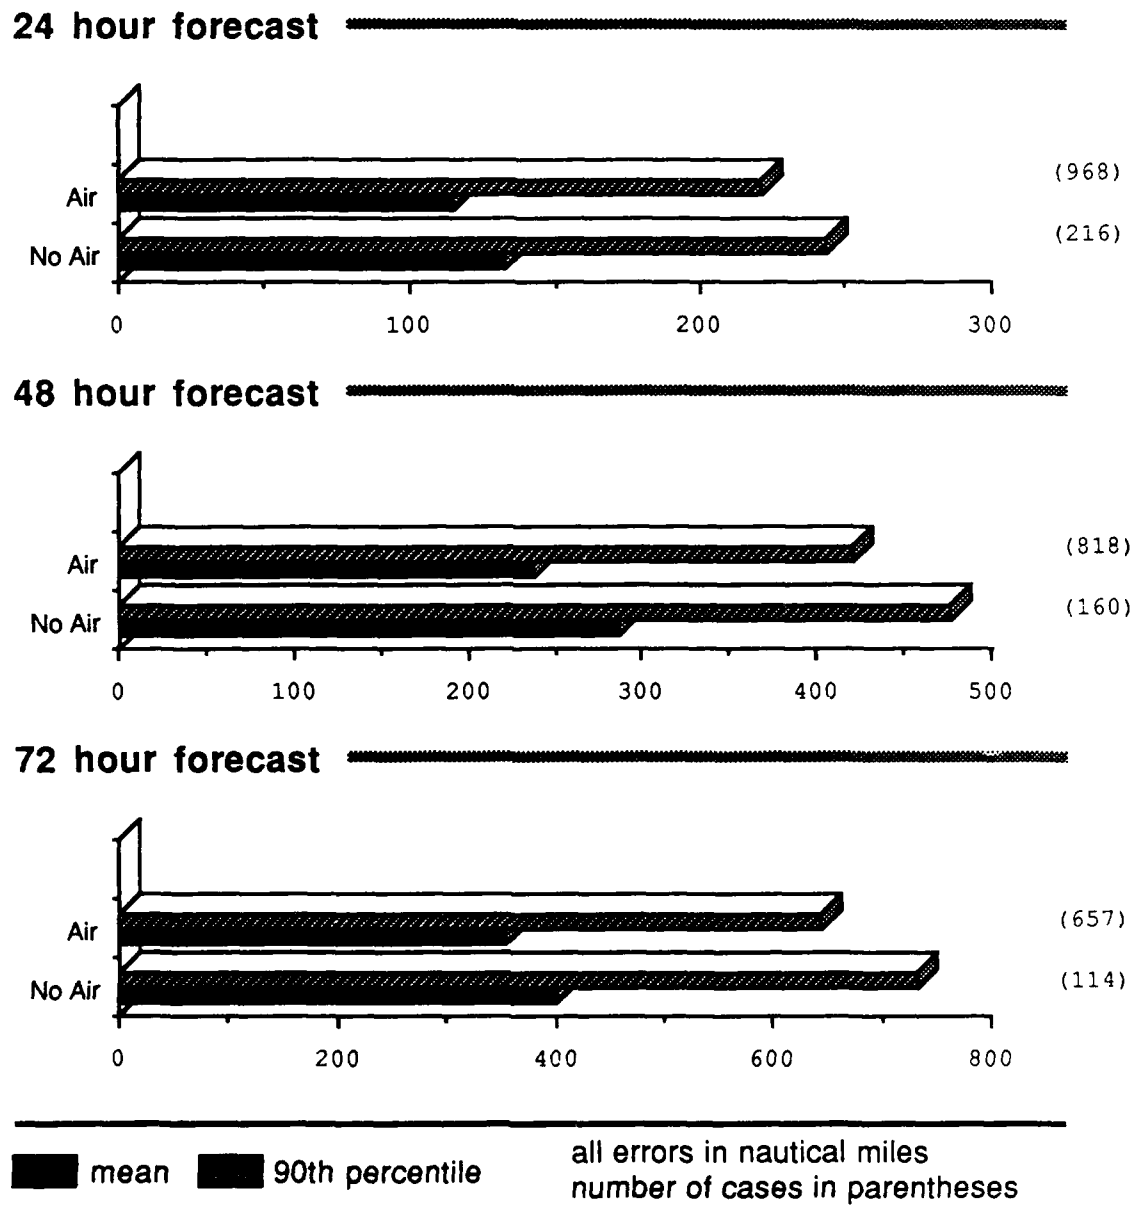 24 hour forecast
Air (968)
No Air (216)
0 100 200 300
48 hour forecast
Air (818)
No Air (160)
0 100 200 300 400 500
72 hour forecast
Air (657)
No Air (114)
0 200 400 600 800
mean 90th percentile all errors in nautical miles
number of cases in parentheses